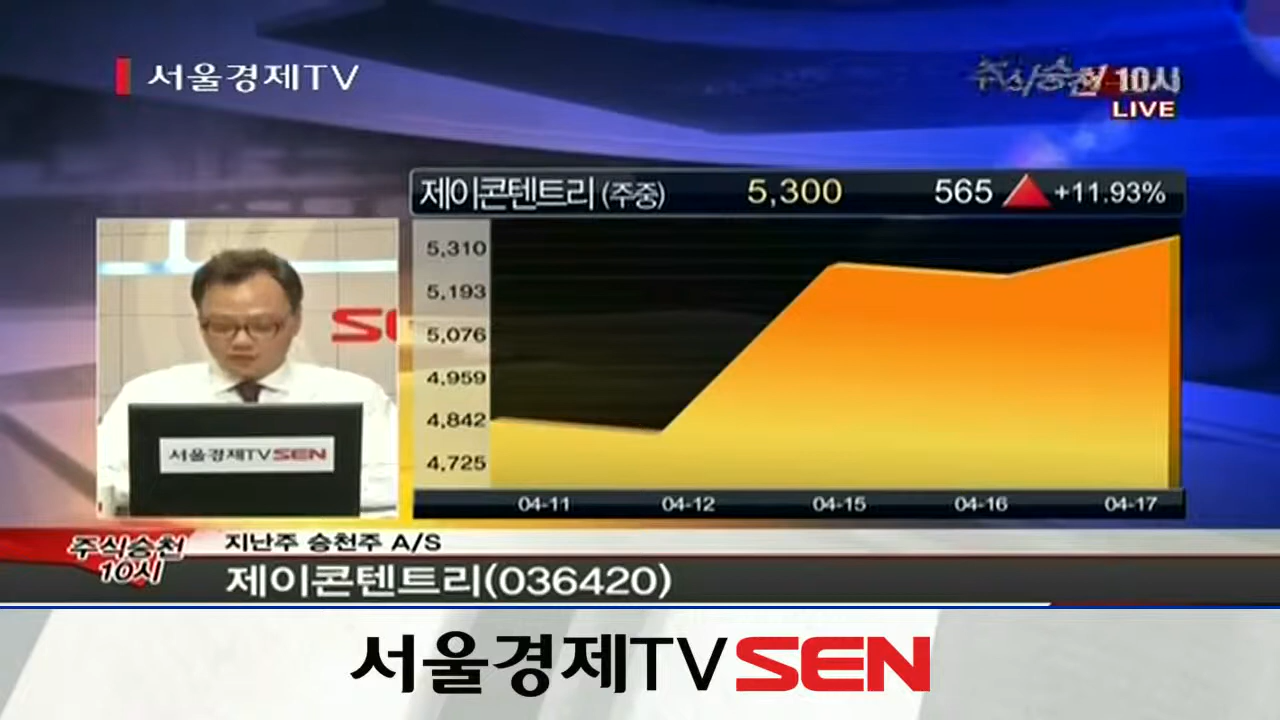 서울경제TV
주식승천 10시
LIVE
제이콘텐트리 (주중) 5,300 565 ▲ +11.93%
5,310
5,193
5,076
4,959
4,842
4,725
04-11 04-12 04-15 04-16 04-17
SEN
서울경제TV SEN
주식승천
10시
지난주 승천주 A/S
제이콘텐트리(036420)
서울경제TV SEN